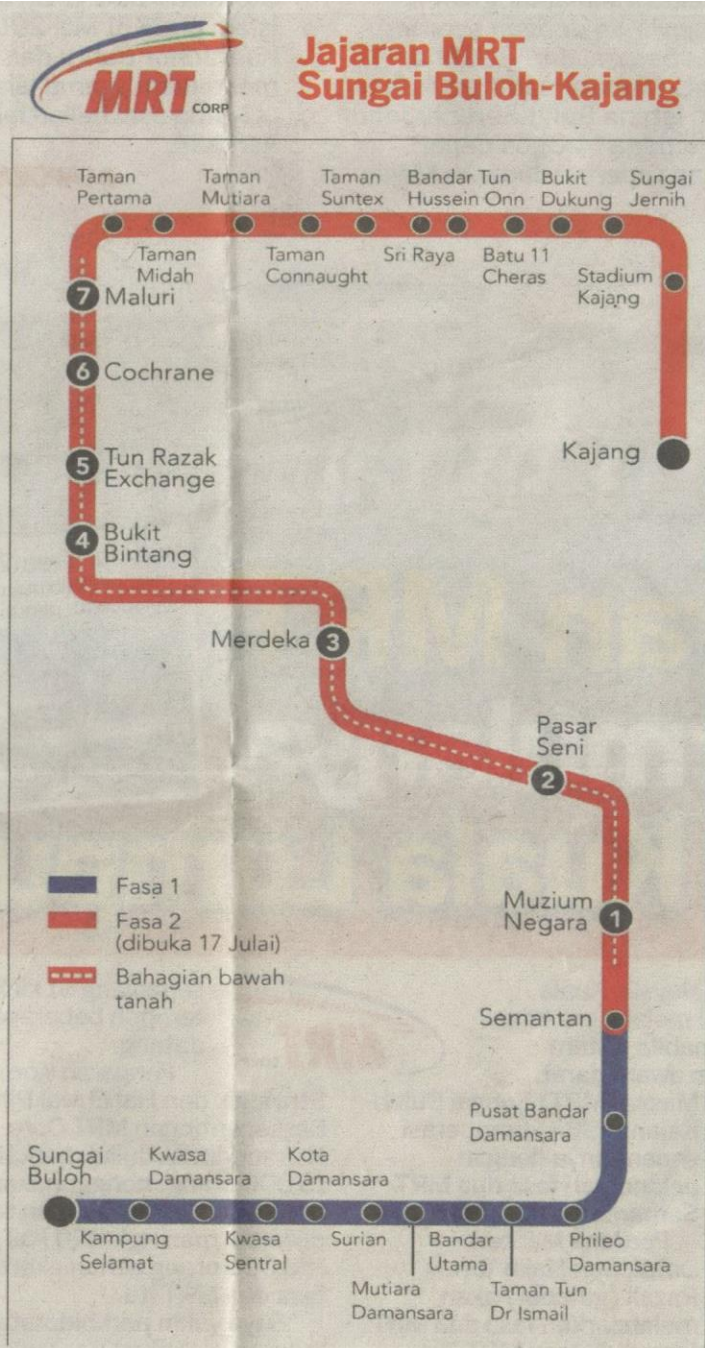 MRT CORP
Jajaran MRT
Sungai Buloh-Kajang
Taman
Pertama
Taman
Mutiara
Taman
Suntex
Bandar Tun
Hussein Onn
Bukit
Dukung
Sungai
Jernih
Taman
Midah
Taman
Connaught
Sri Raya
Batu 11
Cheras
Stadium
Kajang
7 Maluri
6 Cochrane
Kajang
5 Tun Razak
Exchange
4 Bukit
Bintang
Merdeka 3
Pasar
Seni
2
Fasa 1
Fasa 2
(dibuka 17 Julai)
Bahagian bawah
tanah
Muzium
Negara 1
Semantan
Pusat Bandar
Damansara
Sungai
Buloh
Kwasa
Damansara
Kota
Damansara
Kampung
Selamat
Kwasa
Sentral
Surian
Bandar
Utama
Phileo
Damansara
Mutiara
Damansara
Taman Tun
Dr Ismail